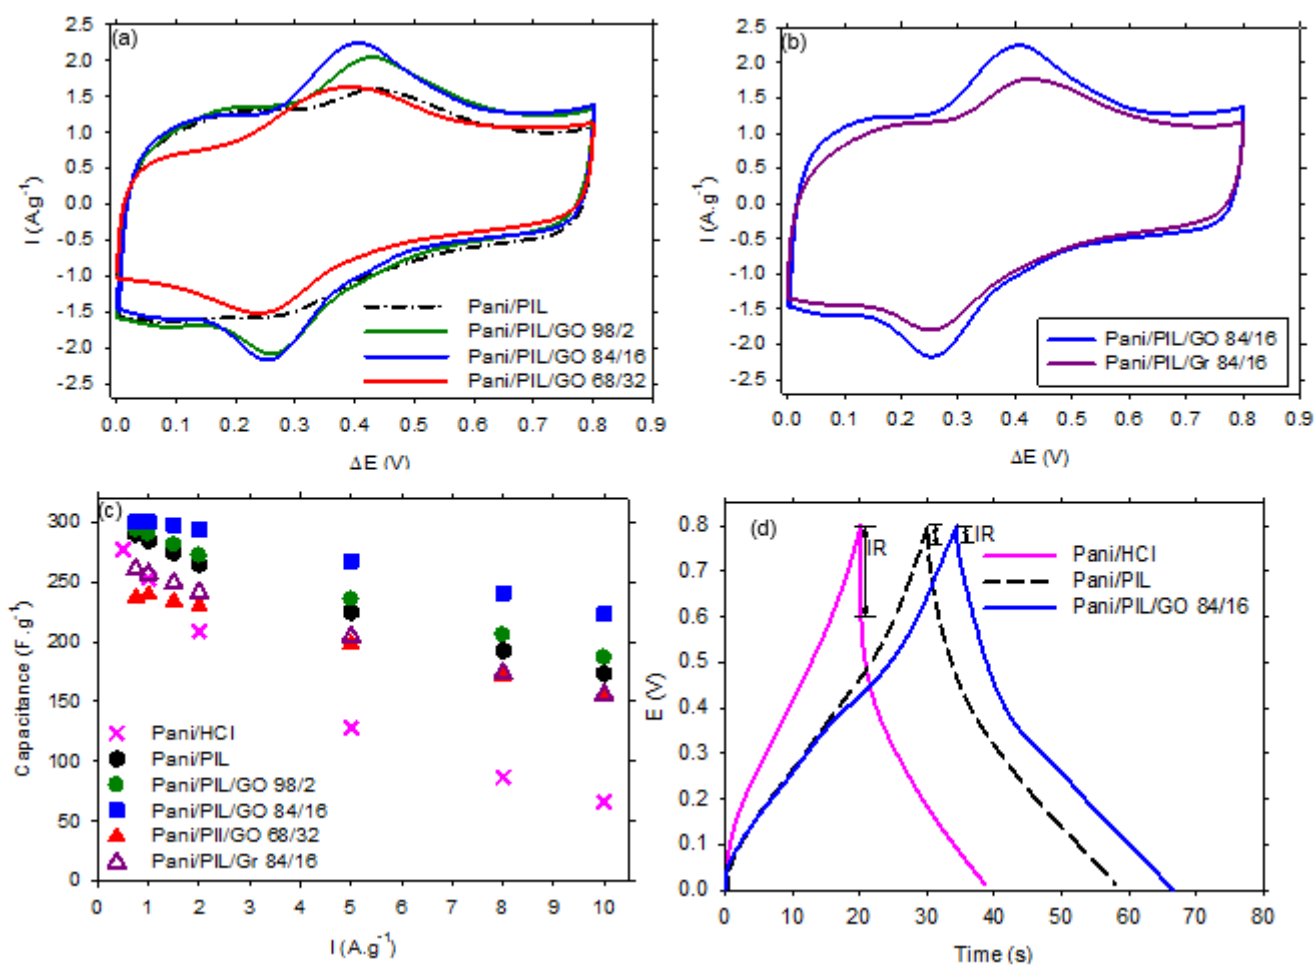 (a)
2.5
2.0
1.5
1.0
0.5
0.0
-0.5
-1.0
-1.5
-2.0
-2.5
I (A.g-1)
Pani/PIL
Pani/PIL/GO 98/2
Pani/PIL/GO 84/16
Pani/PIL/GO 68/32
0.0 0.1 0.2 0.3 0.4 0.5 0.6 0.7 0.8 0.9
ΔE (V)
(b)
2.5
2.0
1.5
1.0
0.5
0.0
-0.5
-1.0
-1.5
-2.0
-2.5
I (A.g-1)
Pani/PIL/GO 84/16
Pani/PIL/Gr 84/16
0.0 0.1 0.2 0.3 0.4 0.5 0.6 0.7 0.8 0.9
ΔE (V)
(c)
300
250
200
150
100
50
0
Capacitance (F.g-1)
Pani/HCl
Pani/PIL
Pani/PIL/GO 98/2
Pani/PIL/GO 84/16
Pani/PIl/GO 68/32
Pani/PIL/Gr 84/16
0 1 2 3 4 5 6 7 8 9 10
I (A.g-1)
(d)
0.8
0.7
0.6
0.5
0.4
0.3
0.2
0.1
0.0
E (V)
IR
IR
Pani/HCl
Pani/PIL
Pani/PIL/GO 84/16
0 10 20 30 40 50 60 70 80
Time (s)